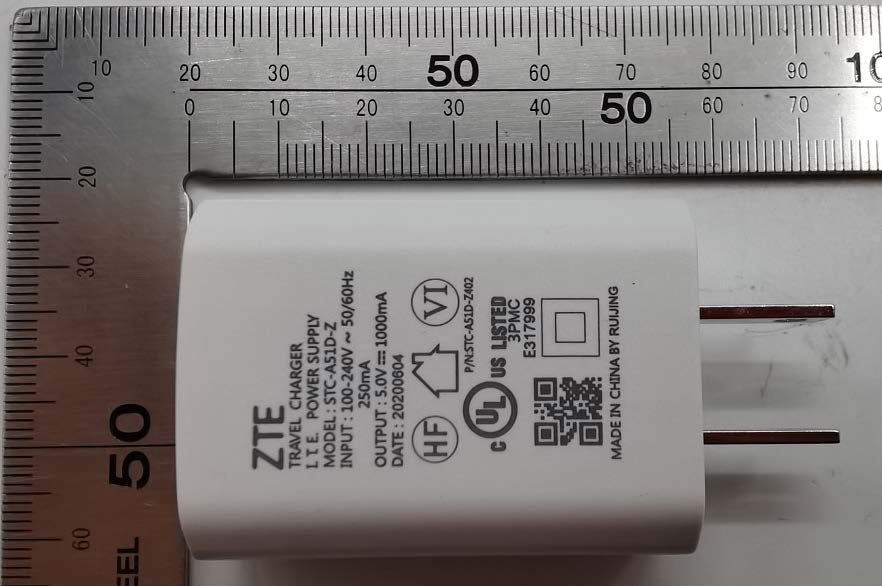 10 20 30 40 50 60 70 80 90 10
0 10 20 30 40 50 60 70 8
10
20
30
40
50
60
EEL
ZTE
TRAVEL CHARGER
I T E. POWER SUPPLY
MODEL : STC-A51D-Z
INPUT : 100-240V ~ 50/60Hz
250mA
OUTPUT : 5.0V⎓1000mA
DATE : 20200604
HF VI
P/N:STC-A51D-Z402
C UL US LISTED
3PMC
E317999
MADE IN CHINA BY RUIJING